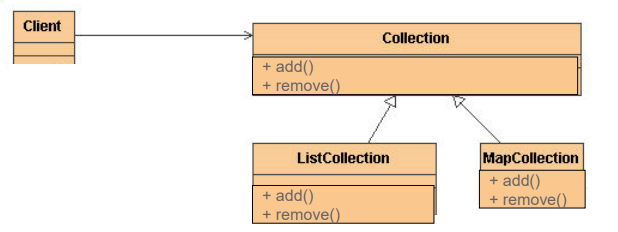 Client
Collection
+ add()
+ remove()
ListCollection
+ add()
+ remove()
MapCollection
+ add()
+ remove()